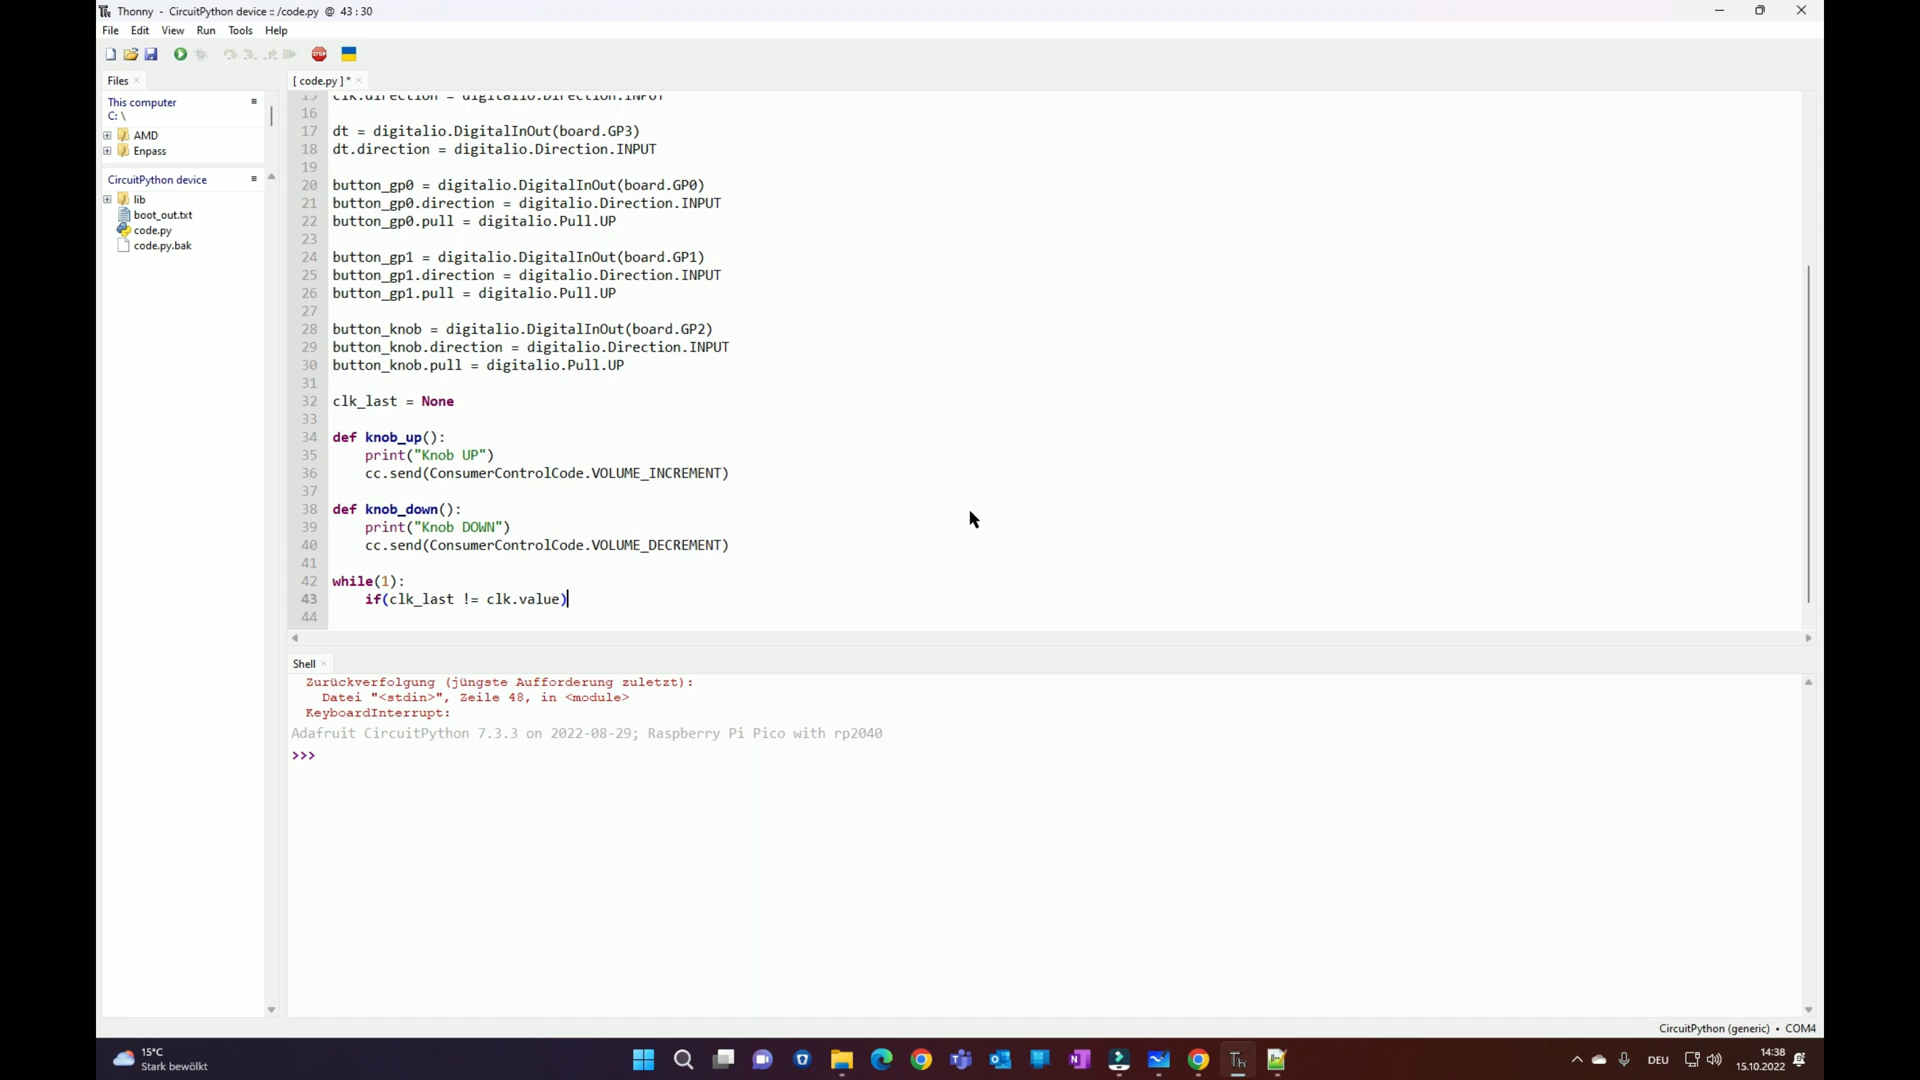 Thonny - CircuitPython device :: /code.py @ 43 : 30
File Edit View Run Tools Help
STOP
Files ×
[ code.py ] * ×
This computer
C: \
AMD
Enpass
CircuitPython device
lib
boot_out.txt
code.py
code.py.bak
15 clk.direction = digitalio.Direction.INPUT
16
17 dt = digitalio.DigitalInOut(board.GP3)
18 dt.direction = digitalio.Direction.INPUT
19
20 button_gp0 = digitalio.DigitalInOut(board.GP0)
21 button_gp0.direction = digitalio.Direction.INPUT
22 button_gp0.pull = digitalio.Pull.UP
23
24 button_gp1 = digitalio.DigitalInOut(board.GP1)
25 button_gp1.direction = digitalio.Direction.INPUT
26 button_gp1.pull = digitalio.Pull.UP
27
28 button_knob = digitalio.DigitalInOut(board.GP2)
29 button_knob.direction = digitalio.Direction.INPUT
30 button_knob.pull = digitalio.Pull.UP
31
32 clk_last = None
33
34 def knob_up():
35     print("Knob UP")
36     cc.send(ConsumerControlCode.VOLUME_INCREMENT)
37
38 def knob_down():
39     print("Knob DOWN")
40     cc.send(ConsumerControlCode.VOLUME_DECREMENT)
41
42 while(1):
43     if(clk_last != clk.value)
44
Shell ×
Zurückverfolgung (jüngste Aufforderung zuletzt):
Datei "<stdin>", Zeile 48, in <module>
KeyboardInterrupt:
Adafruit CircuitPython 7.3.3 on 2022-08-29; Raspberry Pi Pico with rp2040
>>>
CircuitPython (generic) • COM4
15°C
Stark bewölkt
DEU
14:38
15.10.2022